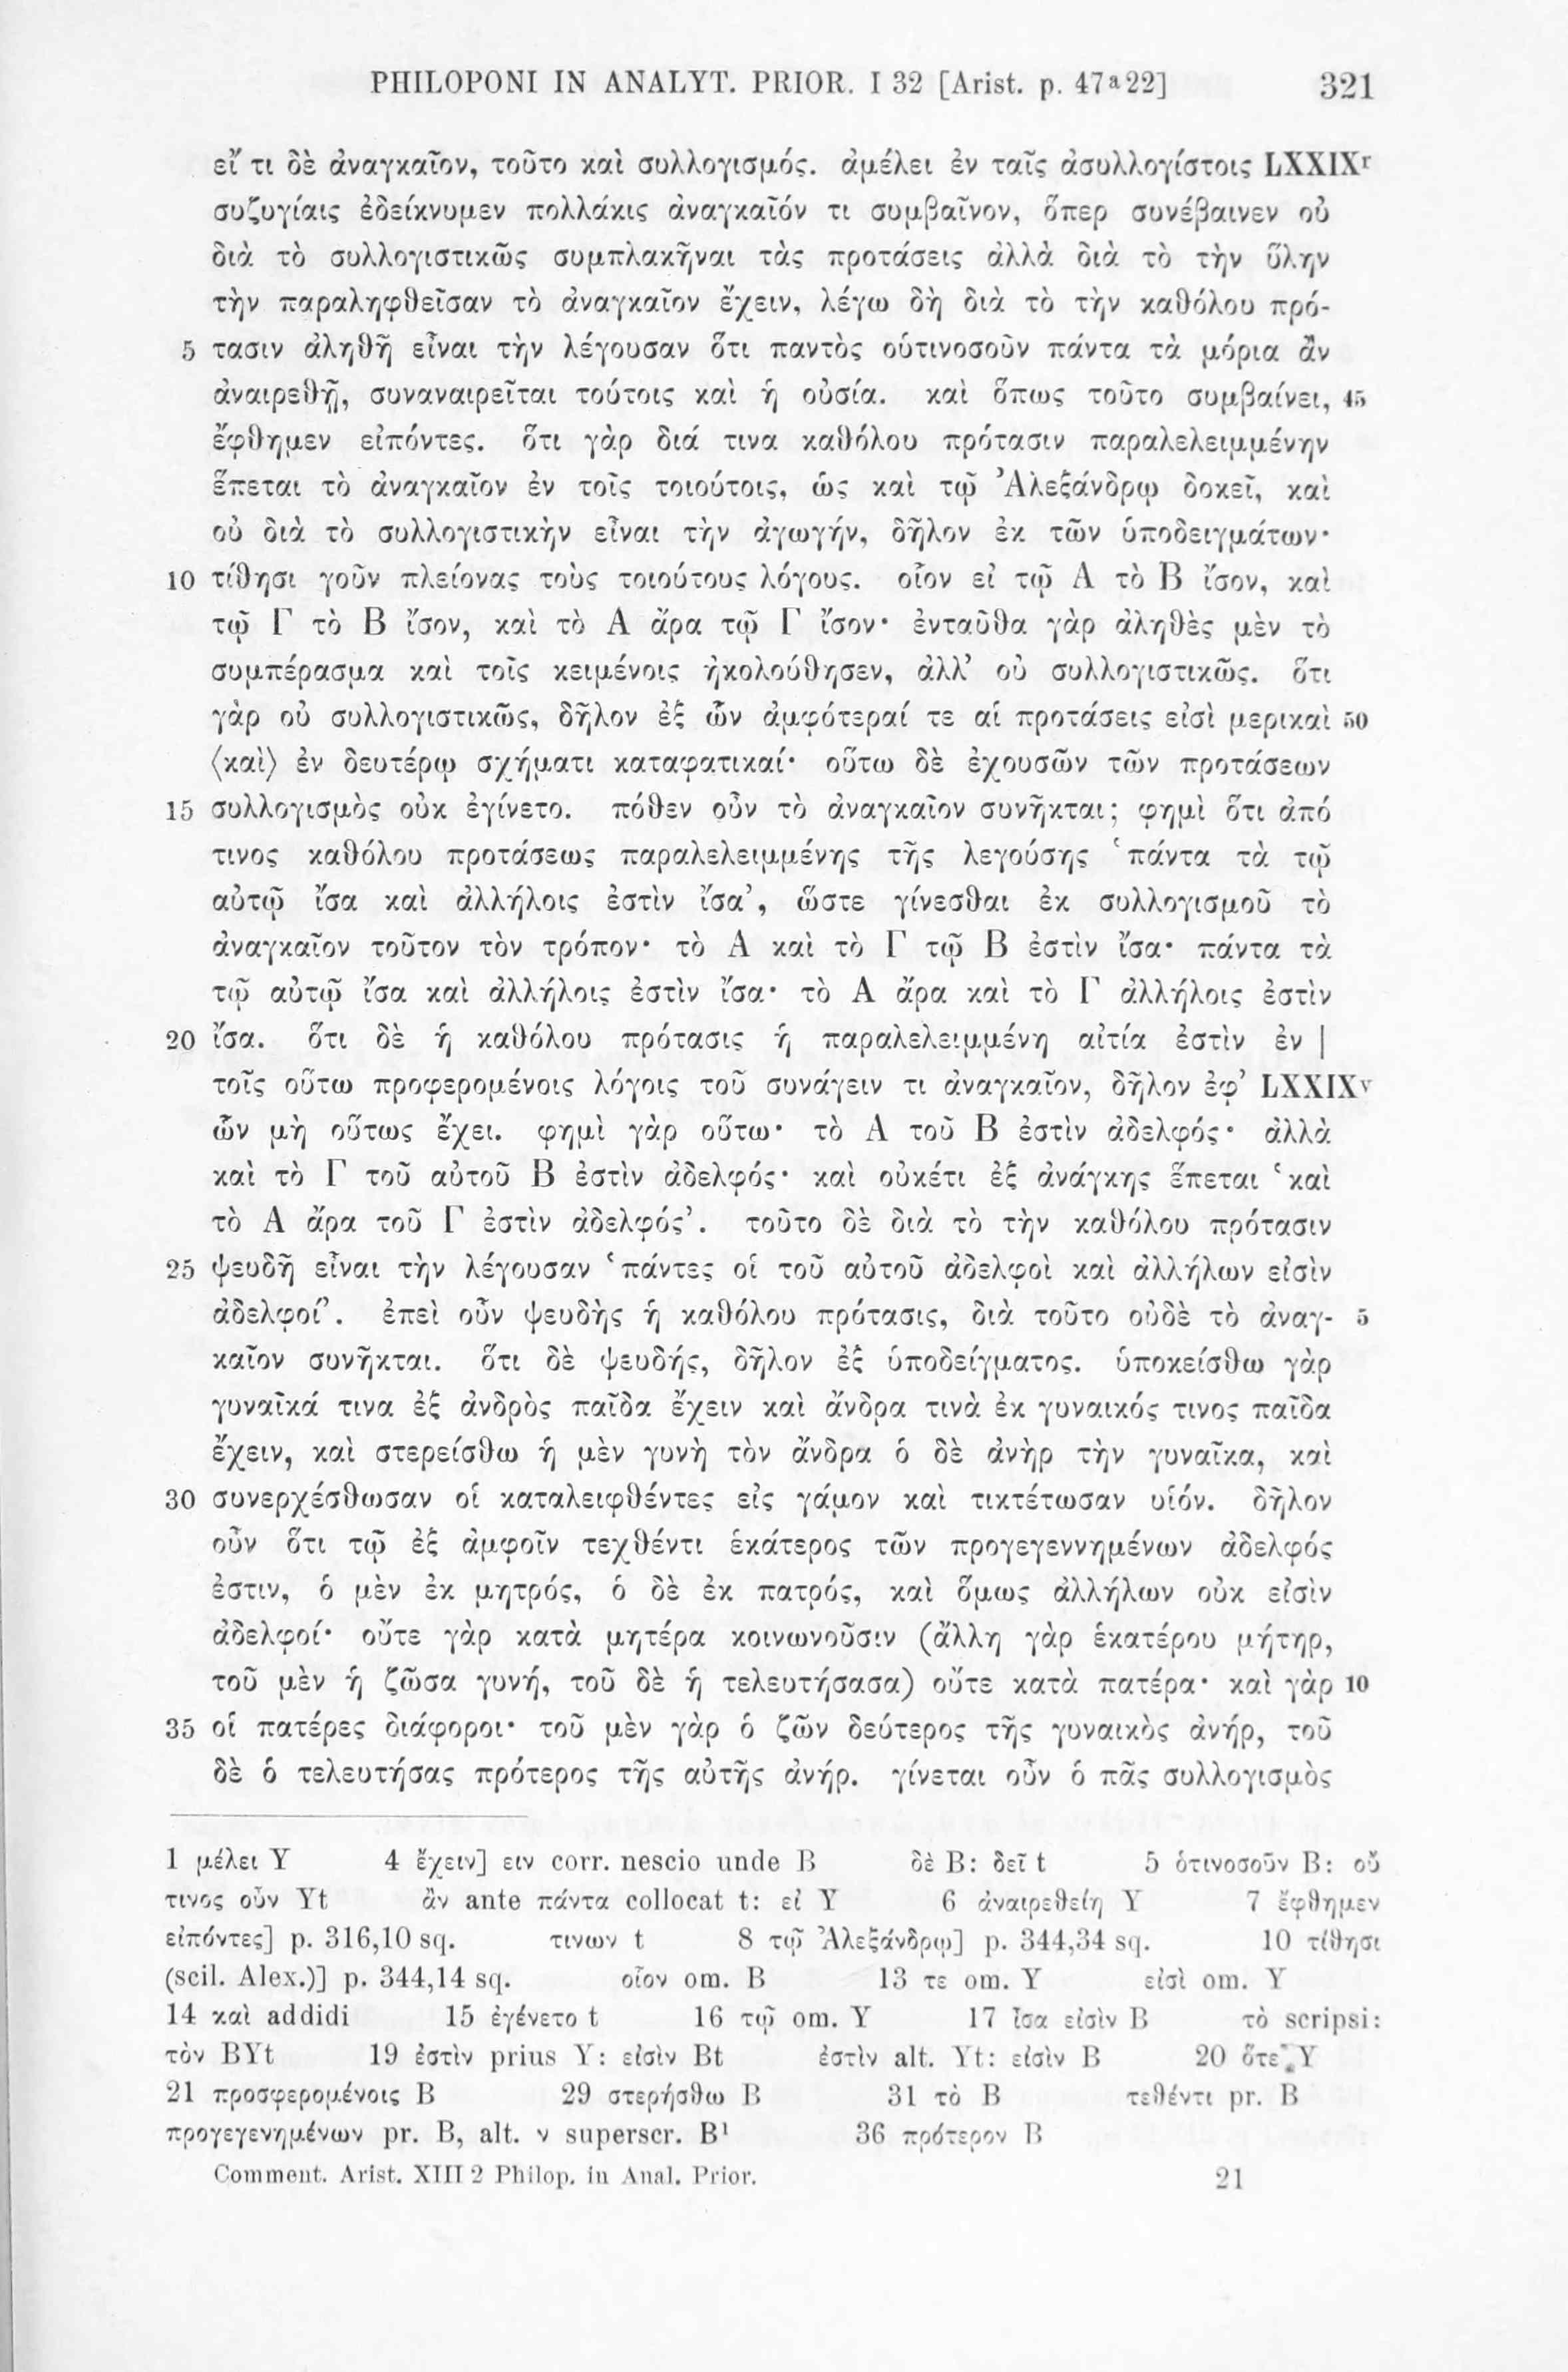 PHILOPONI IN ANALYT. PRIOR. I 32 [Arist. p. 47ᵃ22] 321
εἴ τι δὲ ἀναγκαῖον, τοῦτο καὶ συλλογισμός. ἀμέλει ἐν ταῖς ἀσυλλογίστοις LXXIXʳ
συζυγίαις ἐδείκνυμεν πολλάκις ἀναγκαῖόν τι συμβαῖνον, ὅπερ συνέβαινεν οὐ
διὰ τὸ συλλογιστικῶς συμπλακῆναι τὰς προτάσεις ἀλλὰ διὰ τὸ τὴν ὕλην
τὴν παραληφθεῖσαν τὸ ἀναγκαῖον ἔχειν, λέγω δὴ διὰ τὸ τὴν καθόλου πρό-
5 τασιν ἀληθῆ εἶναι τὴν λέγουσαν ὅτι παντὸς οὑτινοσοῦν πάντα τὰ μόρια ἂν
ἀναιρεθῇ, συναναιρεῖται τούτοις καὶ ἡ οὐσία. καὶ ὅπως τοῦτο συμβαίνει, 45
ἔφθημεν εἰπόντες. ὅτι γὰρ διά τινα καθόλου πρότασιν παραλελειμμένην
ἕπεται τὸ ἀναγκαῖον ἐν τοῖς τοιούτοις, ὡς καὶ τῷ Ἀλεξάνδρῳ δοκεῖ, καὶ
οὐ διὰ τὸ συλλογιστικὴν εἶναι τὴν ἀγωγήν, δῆλον ἐκ τῶν ὑποδειγμάτων·
10 τίθησι γοῦν πλείονας τοὺς τοιούτους λόγους. οἷον εἰ τῷ Α τὸ Β ἴσον, καὶ
τῷ Γ τὸ Β ἴσον, καὶ τὸ Α ἄρα τῷ Γ ἴσον· ἐνταῦθα γὰρ ἀληθὲς μὲν τὸ
συμπέρασμα καὶ τοῖς κειμένοις ἠκολούθησεν, ἀλλ’ οὐ συλλογιστικῶς. ὅτι
γὰρ οὐ συλλογιστικῶς, δῆλον ἐξ ὧν ἀμφότεραί τε αἱ προτάσεις εἰσὶ μερικαὶ 50
⟨καὶ⟩ ἐν δευτέρῳ σχήματι καταφατικαί· οὕτω δὲ ἐχουσῶν τῶν προτάσεων
15 συλλογισμὸς οὐκ ἐγίνετο. πόθεν οὖν τὸ ἀναγκαῖον συνῆκται; φημὶ ὅτι ἀπό
τινος καθόλου προτάσεως παραλελειμμένης τῆς λεγούσης ‘πάντα τὰ τῷ
αὐτῷ ἴσα καὶ ἀλλήλοις ἐστὶν ἴσα’, ὥστε γίνεσθαι ἐκ συλλογισμοῦ τὸ
ἀναγκαῖον τοῦτον τὸν τρόπον· τὸ Α καὶ τὸ Γ τῷ Β ἐστὶν ἴσα· πάντα τὰ
τῷ αὐτῷ ἴσα καὶ ἀλλήλοις ἐστὶν ἴσα· τὸ Α ἄρα καὶ τὸ Γ ἀλλήλοις ἐστὶν
20 ἴσα. ὅτι δὲ ἡ καθόλου πρότασις ἡ παραλελειμμένη αἰτία ἐστὶν ἐν |
τοῖς οὕτω προφερομένοις λόγοις τοῦ συνάγειν τι ἀναγκαῖον, δῆλον ἐφ’ LXXIXᵛ
ὧν μὴ οὕτως ἔχει. φημὶ γὰρ οὕτω· τὸ Α τοῦ Β ἐστὶν ἀδελφός· ἀλλὰ
καὶ τὸ Γ τοῦ αὐτοῦ Β ἐστὶν ἀδελφός· καὶ οὐκέτι ἐξ ἀνάγκης ἕπεται ‘καὶ
τὸ Α ἄρα τοῦ Γ ἐστὶν ἀδελφός’. τοῦτο δὲ διὰ τὸ τὴν καθόλου πρότασιν
25 ψευδῆ εἶναι τὴν λέγουσαν ‘πάντες οἱ τοῦ αὐτοῦ ἀδελφοὶ καὶ ἀλλήλων εἰσὶν
ἀδελφοί’. ἐπεὶ οὖν ψευδὴς ἡ καθόλου πρότασις, διὰ τοῦτο οὐδὲ τὸ ἀναγ- 5
καῖον συνῆκται. ὅτι δὲ ψευδής, δῆλον ἐξ ὑποδείγματος. ὑποκείσθω γὰρ
γυναῖκά τινα ἐξ ἀνδρὸς παῖδα ἔχειν καὶ ἄνδρα τινὰ ἐκ γυναικός τινος παῖδα
ἔχειν, καὶ στερείσθω ἡ μὲν γυνὴ τὸν ἄνδρα ὁ δὲ ἀνὴρ τὴν γυναῖκα, καὶ
30 συνερχέσθωσαν οἱ καταλειφθέντες εἰς γάμον καὶ τικτέτωσαν υἱόν. δῆλον
οὖν ὅτι τῷ ἐξ ἀμφοῖν τεχθέντι ἑκάτερος τῶν προγεγεννημένων ἀδελφός
ἐστιν, ὁ μὲν ἐκ μητρός, ὁ δὲ ἐκ πατρός, καὶ ὅμως ἀλλήλων οὐκ εἰσὶν
ἀδελφοί· οὔτε γὰρ κατὰ μητέρα κοινωνοῦσιν (ἄλλη γὰρ ἑκατέρου μήτηρ,
τοῦ μὲν ἡ ζῶσα γυνή, τοῦ δὲ ἡ τελευτήσασα) οὔτε κατὰ πατέρα· καὶ γὰρ 10
35 οἱ πατέρες διάφοροι· τοῦ μὲν γὰρ ὁ ζῶν δεύτερος τῆς γυναικὸς ἀνήρ, τοῦ
δὲ ὁ τελευτήσας πρότερος τῆς αὐτῆς ἀνήρ. γίνεται οὖν ὁ πᾶς συλλογισμὸς
1 μέλει Y 4 ἔχειν] ειν corr. nescio unde B δὲ B: δεῖ t 5 ὁτινοσοῦν B: οὗ
τινος οὖν Yt ἂν ante πάντα collocat t: εἰ Y 6 ἀναιρεθείη Y 7 ἔφθημεν
εἰπόντες] p. 316,10 sq. τινων t 8 τῷ Ἀλεξάνδρῳ] p. 344,34 sq. 10 τίθησι
(scil. Alex.)] p. 344,14 sq. οἷον om. B 13 τε om. Y εἰσὶ om. Y
14 καὶ addidi 15 ἐγένετο t 16 τῷ om. Y 17 ἴσα εἰσὶν B τὸ scripsi:
τὸν BYt 19 ἐστὶν prius Y: εἰσὶν Bt ἐστὶν alt. Yt: εἰσὶν B 20 ὅτε Y
21 προσφερομένοις B 29 στερήσθω B 31 τὸ B τεθέντι pr. B
προγεγενημένων pr. B, alt. ν superscr. B¹ 36 πρότερον B
Comment. Arist. XIII 2 Philop. in Anal. Prior. 21